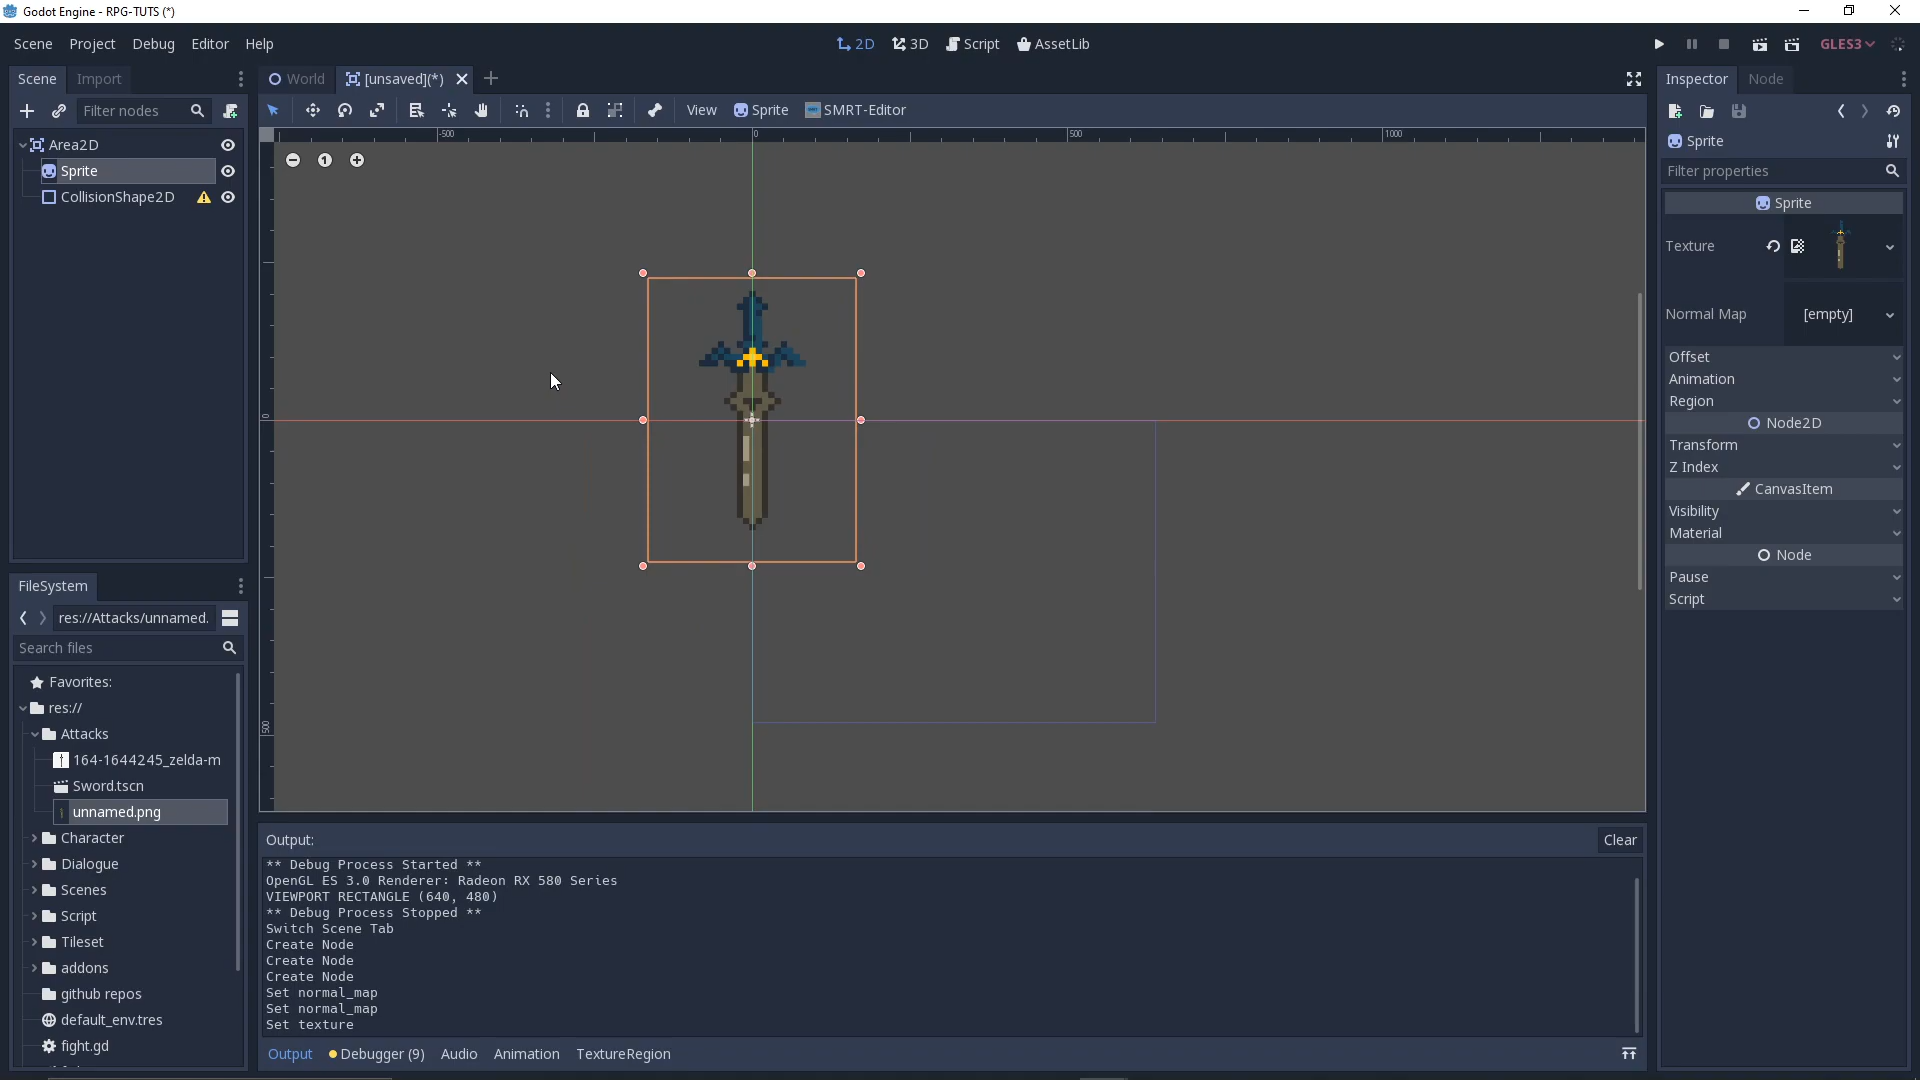 Godot Engine - RPG-TUTS (*)
Scene Project Debug Editor Help
2D 3D Script AssetLib
GLES3
Scene Import
World [unsaved](*)
Inspector Node
Filter nodes
View Sprite SMRT-Editor
-500 0 500 1000
Area2D
Sprite
CollisionShape2D
1
0
500
Sprite
Filter properties
Sprite
Texture
Normal Map [empty]
Offset
Animation
Region
Node2D
Transform
Z Index
CanvasItem
Visibility
Material
Node
Pause
Script
FileSystem
res://Attacks/unnamed.
Search files
Favorites:
res://
Attacks
164-1644245_zelda-m
Sword.tscn
unnamed.png
Character
Dialogue
Scenes
Script
Tileset
addons
github repos
default_env.tres
fight.gd
Output:
Clear
** Debug Process Started **
OpenGL ES 3.0 Renderer: Radeon RX 580 Series
VIEWPORT RECTANGLE (640, 480)
** Debug Process Stopped **
Switch Scene Tab
Create Node
Create Node
Create Node
Set normal_map
Set normal_map
Set texture
Output Debugger (9) Audio Animation TextureRegion